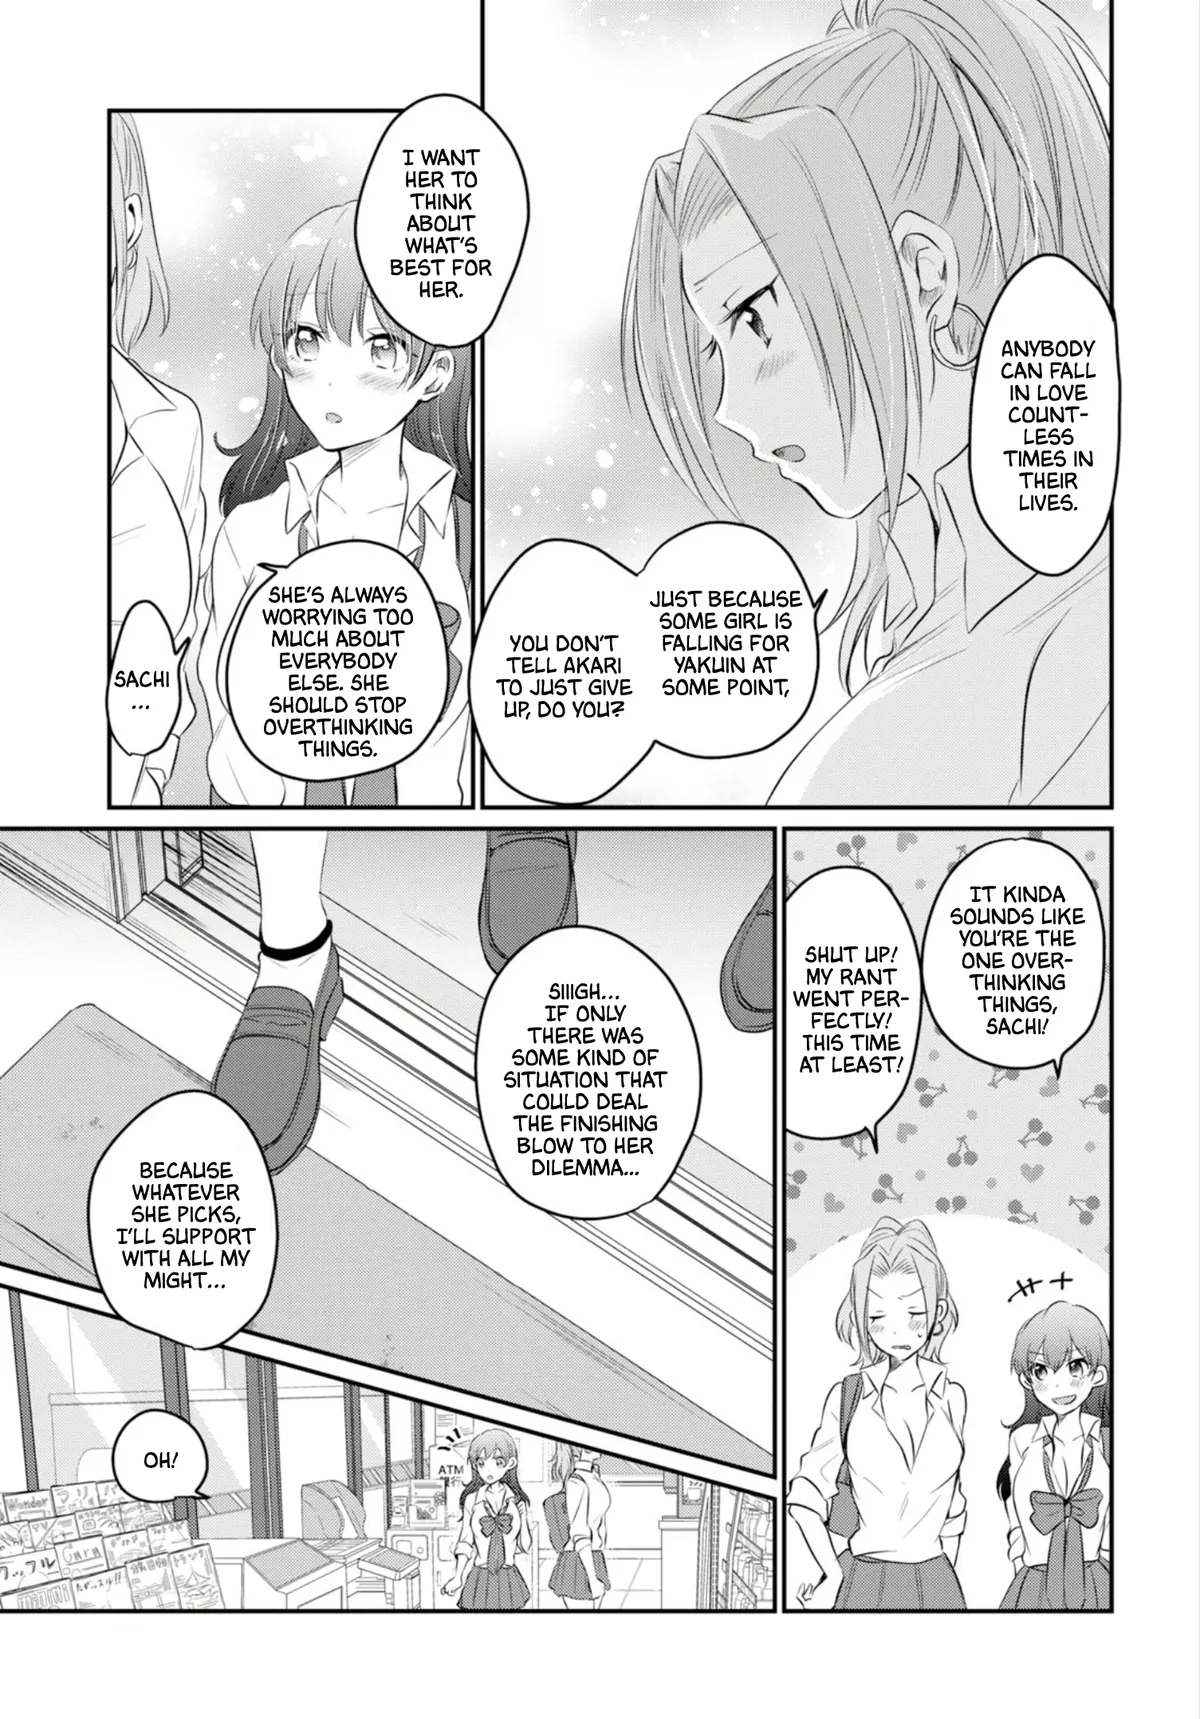 ANYBODY
CAN FALL
IN LOVE
COUNT-
LESS
TIMES IN
THEIR
LIVES.
JUST BECAUSE
SOME GIRL IS
FALLING FOR
YAKUIN AT
SOME POINT,
YOU DON'T
TELL AKARI
TO JUST GIVE
UP, DO YOU?
I WANT
HER TO
THINK
ABOUT
WHAT'S
BEST FOR
HER.
SHE'S ALWAYS
WORRYING TOO
MUCH ABOUT
EVERYBODY
ELSE. SHE
SHOULD STOP
OVERTHINKING
THINGS.
SACHI
...
IT KINDA
SOUNDS LIKE
YOU'RE THE
ONE OVER-
THINKING
THINGS,
SACHI!
SHUT UP!
MY RANT
WENT PER-
FECTLY!
THIS TIME
AT LEAST!
SIIIGH...
IF ONLY
THERE WAS
SOME KIND OF
SITUATION THAT
COULD DEAL
THE FINISHING
BLOW TO HER
DILEMMA...
BECAUSE
WHATEVER
SHE PICKS,
I'LL SUPPORT
WITH ALL MY
MIGHT...
OH!
ATM
銀行
Wonder